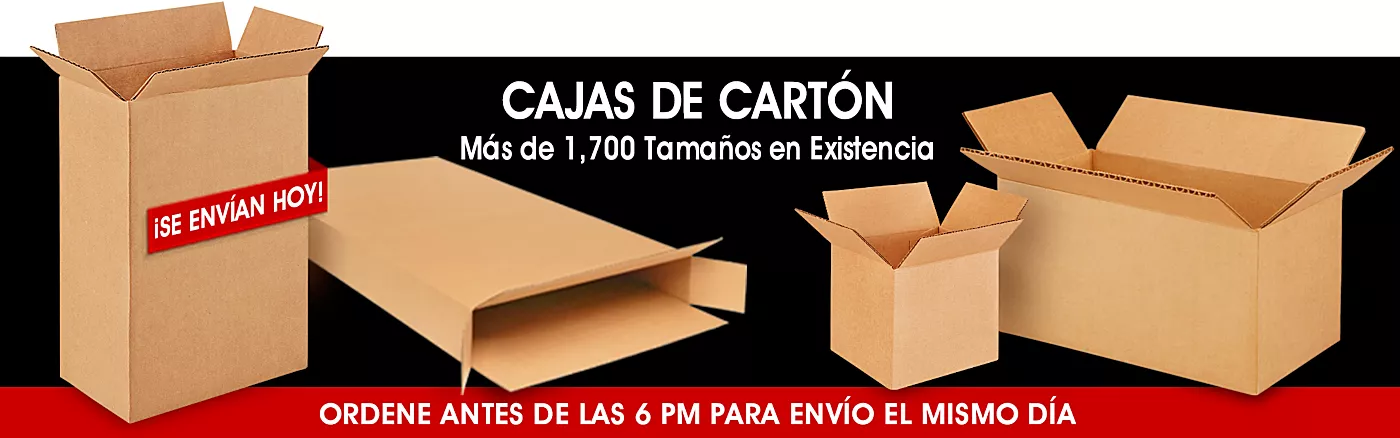 CAJAS DE CARTÓN
Más de 1,700 Tamaños en Existencia
¡SE ENVÍAN HOY!
ORDENE ANTES DE LAS 6 PM PARA ENVÍO EL MISMO DÍA